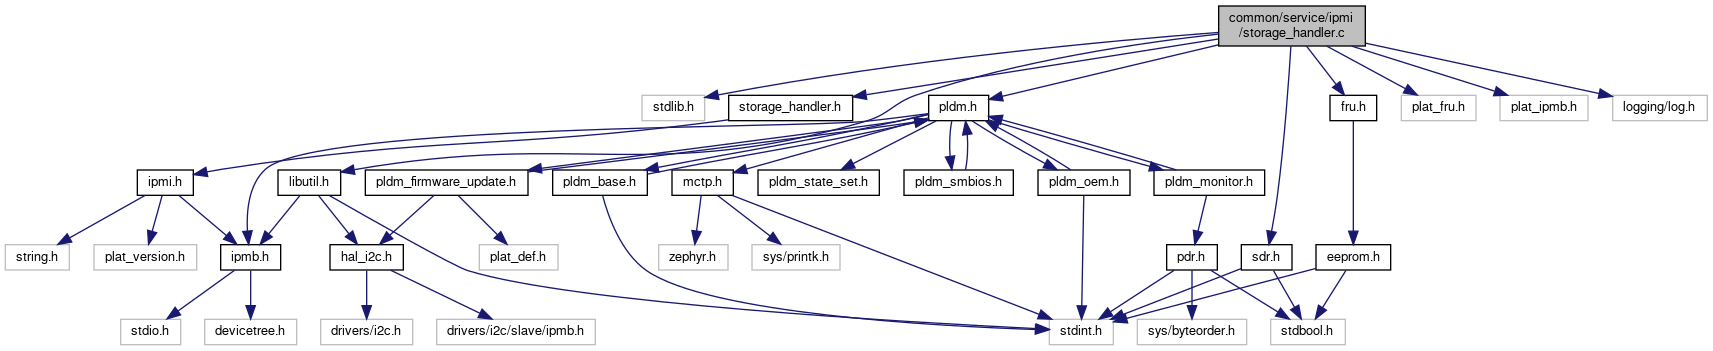 common/service/ipmi
/storage_handler.c
stdlib.h
storage_handler.h
pldm.h
fru.h
plat_fru.h
plat_ipmb.h
logging/log.h
ipmi.h
libutil.h
pldm_firmware_update.h
pldm_base.h
mctp.h
pldm_state_set.h
pldm_smbios.h
pldm_oem.h
pldm_monitor.h
string.h
plat_version.h
ipmb.h
hal_i2c.h
plat_def.h
zephyr.h
sys/printk.h
pdr.h
sdr.h
eeprom.h
stdio.h
devicetree.h
drivers/i2c.h
drivers/i2c/slave/ipmb.h
stdint.h
sys/byteorder.h
stdbool.h